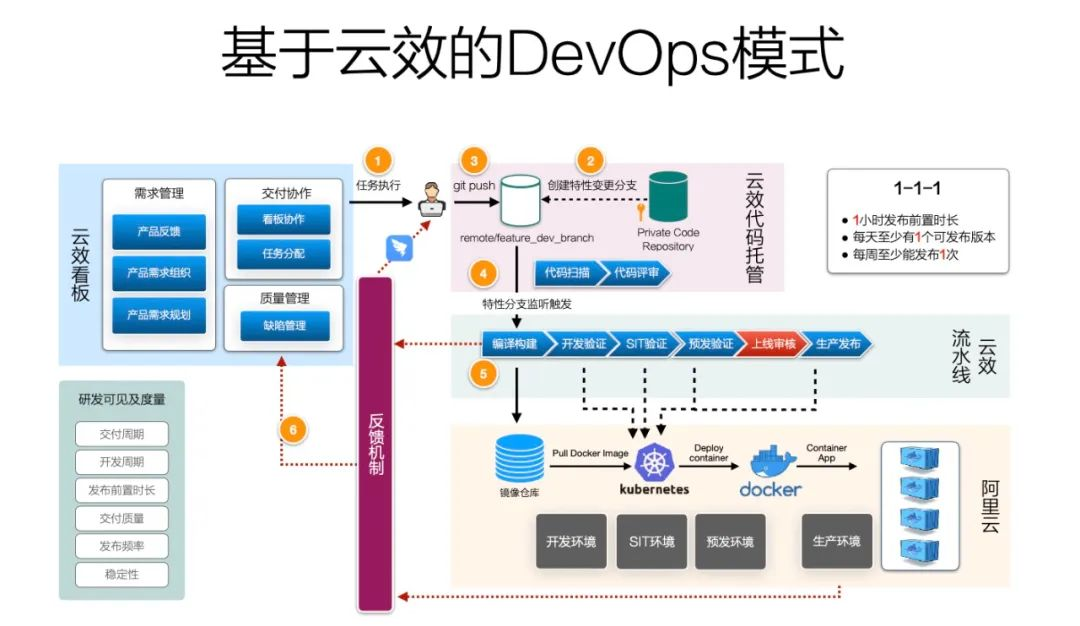 基于云效的DevOps模式
云效看板
需求管理
产品反馈
产品需求组织
产品需求规划
交付协作
看板协作
任务分配
质量管理
缺陷管理
1
任务执行
3
git push
2
创建特性变更分支
remote/feature_dev_branch
Private Code
Repository
云效代码托管
4
代码扫描
代码评审
特性分支监听触发
1-1-1
1小时发布前置时长
每天至少有1个可发布版本
每周至少能发布1次
编译构建
开发验证
SIT验证
预发验证
上线审核
生产发布
云效
流水线
5
研发可见及度量
交付周期
开发周期
发布前置时长
交付质量
发布频率
稳定性
6
反馈机制
镜像仓库
Pull Docker Image
kubernetes
Deploy
container
docker
Container
App
阿里云
开发环境
SIT环境
预发环境
生产环境